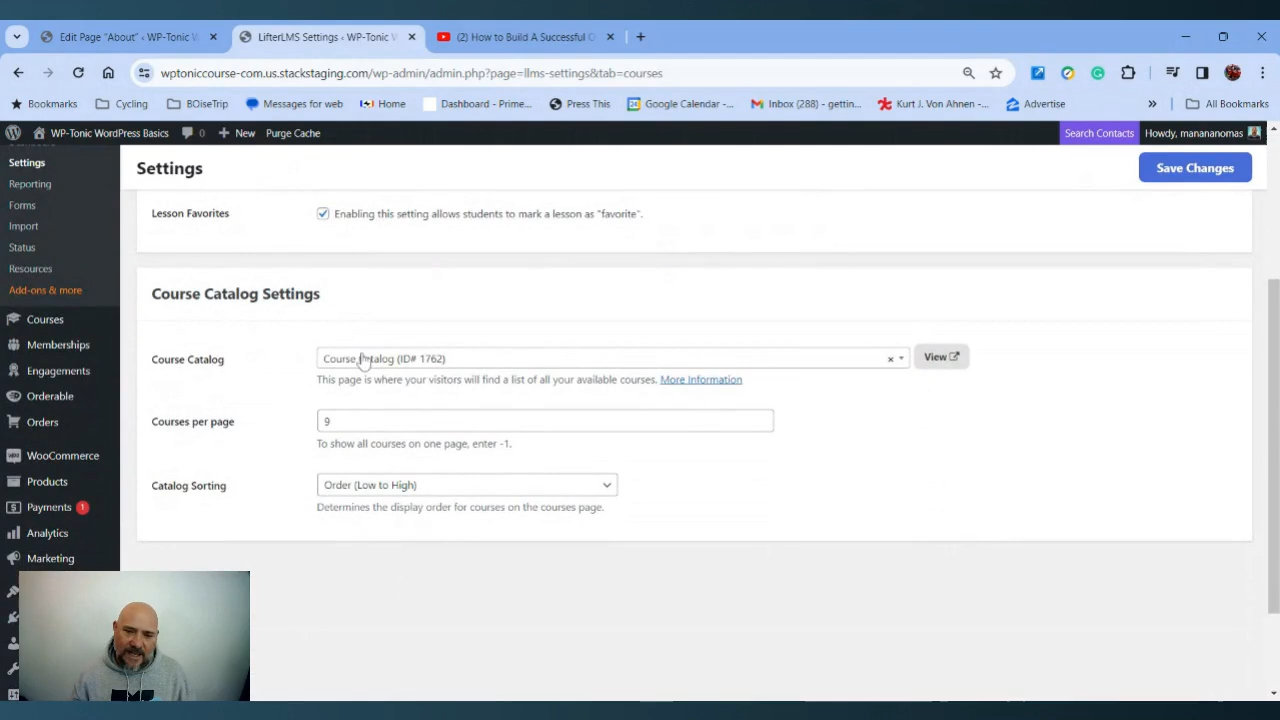 Edit Page "About" ‹ WP-Tonic W
LifterLMS Settings ‹ WP-Tonic W
(2) How to Build A Successful O
wptoniccourse-com.us.stackstaging.com/wp-admin/admin.php?page=llms-settings&tab=courses
Bookmarks
Cycling
BOiseTrip
Messages for web
Home
Dashboard - Prime...
Press This
Google Calendar -...
Inbox (248) - gettin...
Kurt J. Von Ahnen -...
Advertise
»
All Bookmarks
WP-Tonic WordPress Basics
0
New
Purge Cache
Search Contacts
Howdy, manananomas
Settings
Reporting
Forms
Import
Status
Resources
Add-ons & more
Courses
Memberships
Engagements
Orderable
Orders
WooCommerce
Products
Payments 1
Analytics
Marketing
Settings
Save Changes
Lesson Favorites
Enabling this setting allows students to mark a lesson as "favorite".
Course Catalog Settings
Course Catalog
Course Catalog (ID# 1762)
× 
View
This page is where your visitors will find a list of all your available courses. More Information
Courses per page
9
To show all courses on one page, enter -1.
Catalog Sorting
Order (Low to High)
Determines the display order for courses on the courses page.